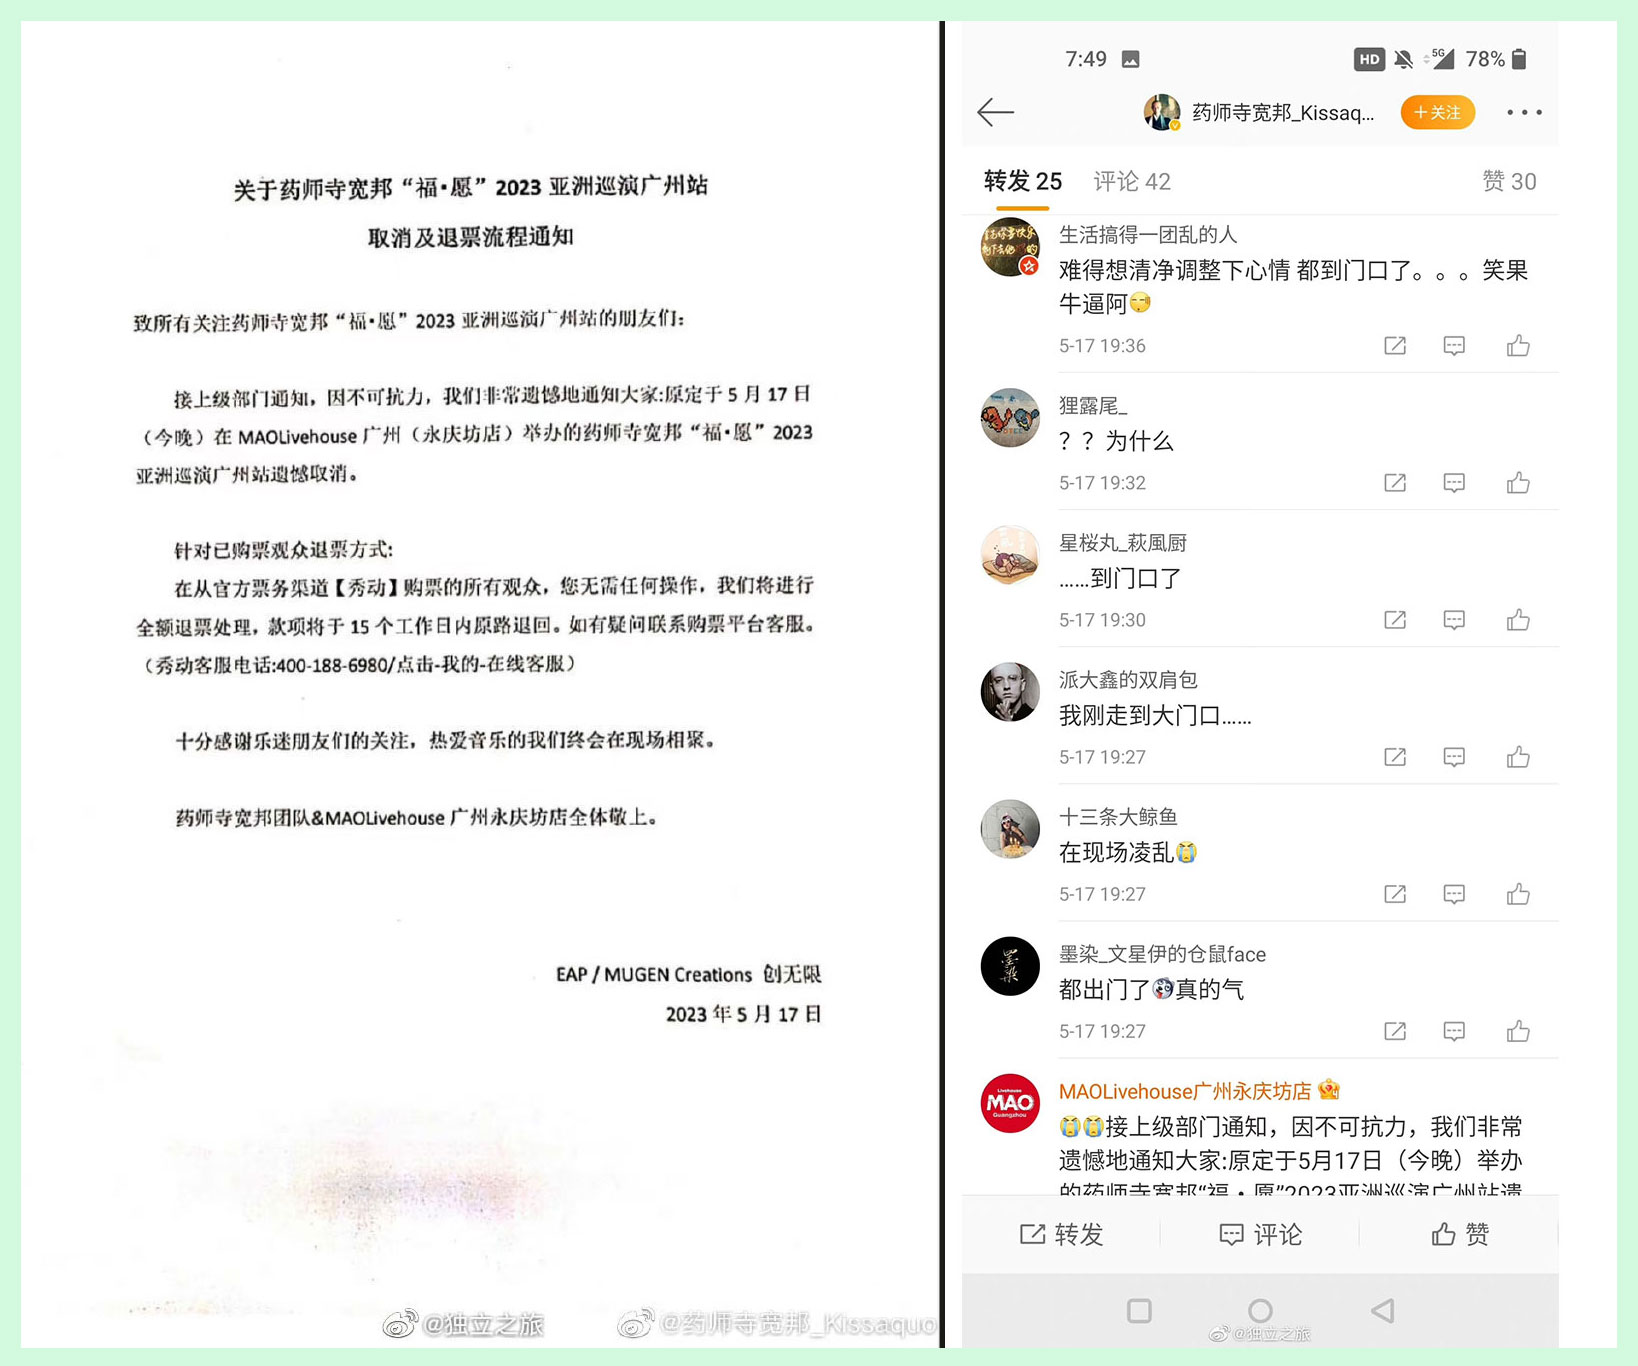 关于药师寺宽邦“福•愿”2023 亚洲巡演广州站
取消及退票流程通知
致所有关注药师寺宽邦“福•愿”2023 亚洲巡演广州站的朋友们:
接上级部门通知，因不可抗力，我们非常遗憾地通知大家:原定于 5 月 17 日
（今晚）在 MAOLivehouse 广州（永庆坊店）举办的药师寺宽邦“福•愿”2023
亚洲巡演广州站遗憾取消。
针对已购票观众退票方式:
在从官方票务渠道【秀动】购票的所有观众，您无需任何操作，我们将进行
全额退票处理，款项将于 15 个工作日内原路退回。如有疑问联系购票平台客服。
（秀动客服电话:400-188-6980/点击-我的-在线客服）
十分感谢乐迷朋友们的关注，热爱音乐的我们终会在现场相聚。
药师寺宽邦团队&MAOLivehouse 广州永庆坊店全体敬上。
EAP / MUGEN Creations 创无限
2023 年 5 月 17 日
@独立之旅
@药师寺宽邦_Kissaquo
7:49
HD 5G 78%
药师寺宽邦_Kissaq...
+关注
转发 25 评论 42 赞 30
生活搞得一团乱的人
难得想清净调整下心情 都到门口了。。。笑果
牛逼阿
5-17 19:36
狸露尾_
？？为什么
5-17 19:32
星桜丸_萩風厨
......到门口了
5-17 19:30
派大鑫的双肩包
我刚走到大门口......
5-17 19:27
十三条大鲸鱼
在现场凌乱
5-17 19:27
墨染
墨染_文星伊的仓鼠face
都出门了真的气
5-17 19:27
Livehouse
MAO
Guangzhou
MAOLivehouse广州永庆坊店
接上级部门通知，因不可抗力，我们非常
遗憾地通知大家:原定于5月17日（今晚）举办
的药师寺宽邦“福•愿”2023亚洲巡演广州站遗
转发 评论 赞
@独立之旅